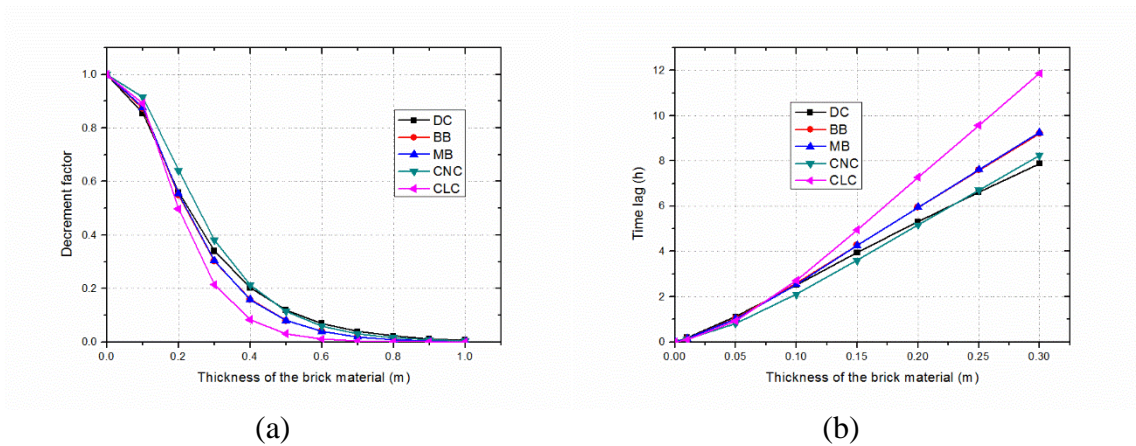 1.0
0.8
0.6
0.4
0.2
0.0
Decrement factor
0.0 0.2 0.4 0.6 0.8 1.0
Thickness of the brick material (m)
DC
BB
MB
CNC
CLC
(a)
12
10
8
6
4
2
0
Time lag (h)
0.00 0.05 0.10 0.15 0.20 0.25 0.30
Thickness of the brick material (m)
DC
BB
MB
CNC
CLC
(b)